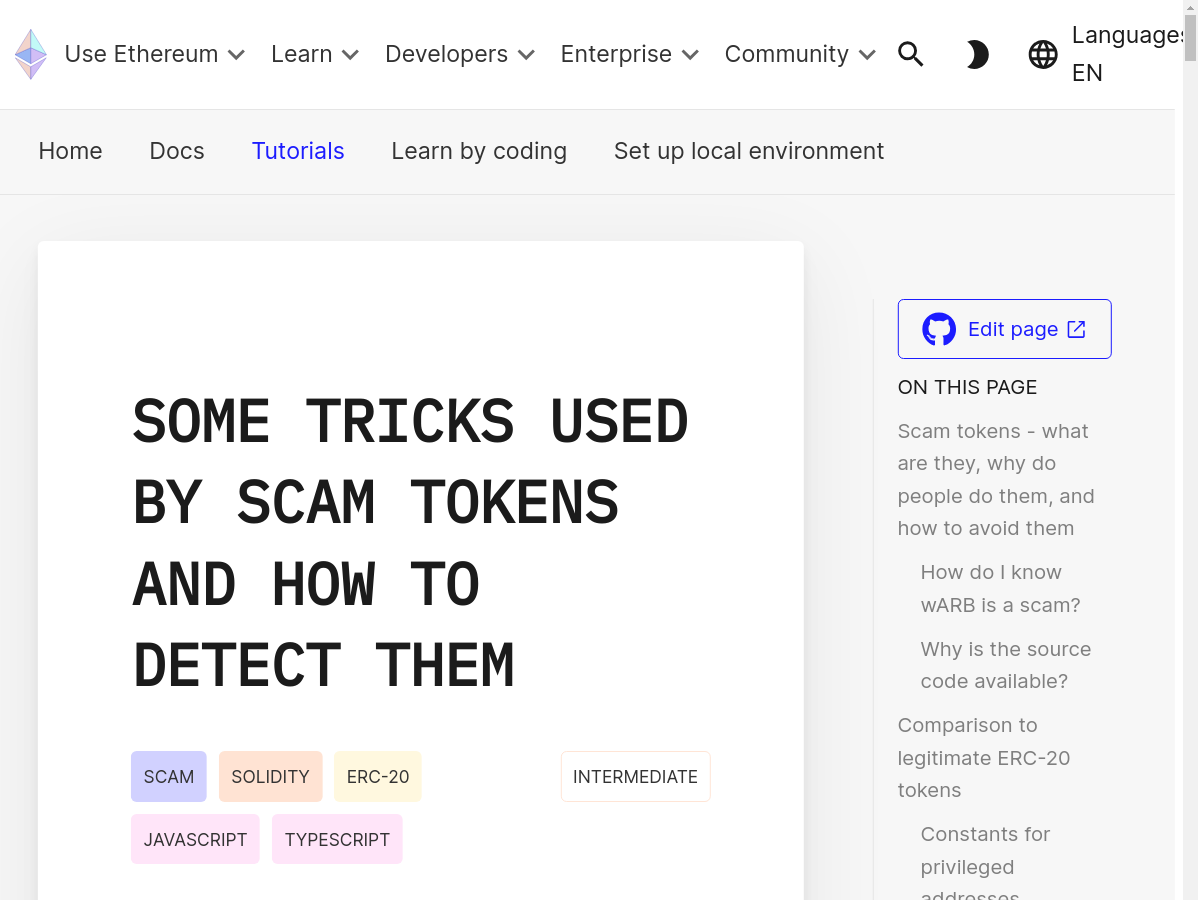 Use Ethereum Learn Developers Enterprise Community
Languages
EN
Home Docs Tutorials Learn by coding Set up local environment
SOME TRICKS USED
BY SCAM TOKENS
AND HOW TO
DETECT THEM
SCAM SOLIDITY ERC-20 INTERMEDIATE
JAVASCRIPT TYPESCRIPT
Edit page
ON THIS PAGE
Scam tokens - what
are they, why do
people do them, and
how to avoid them
How do I know
wARB is a scam?
Why is the source
code available?
Comparison to
legitimate ERC-20
tokens
Constants for
privileged
addresses